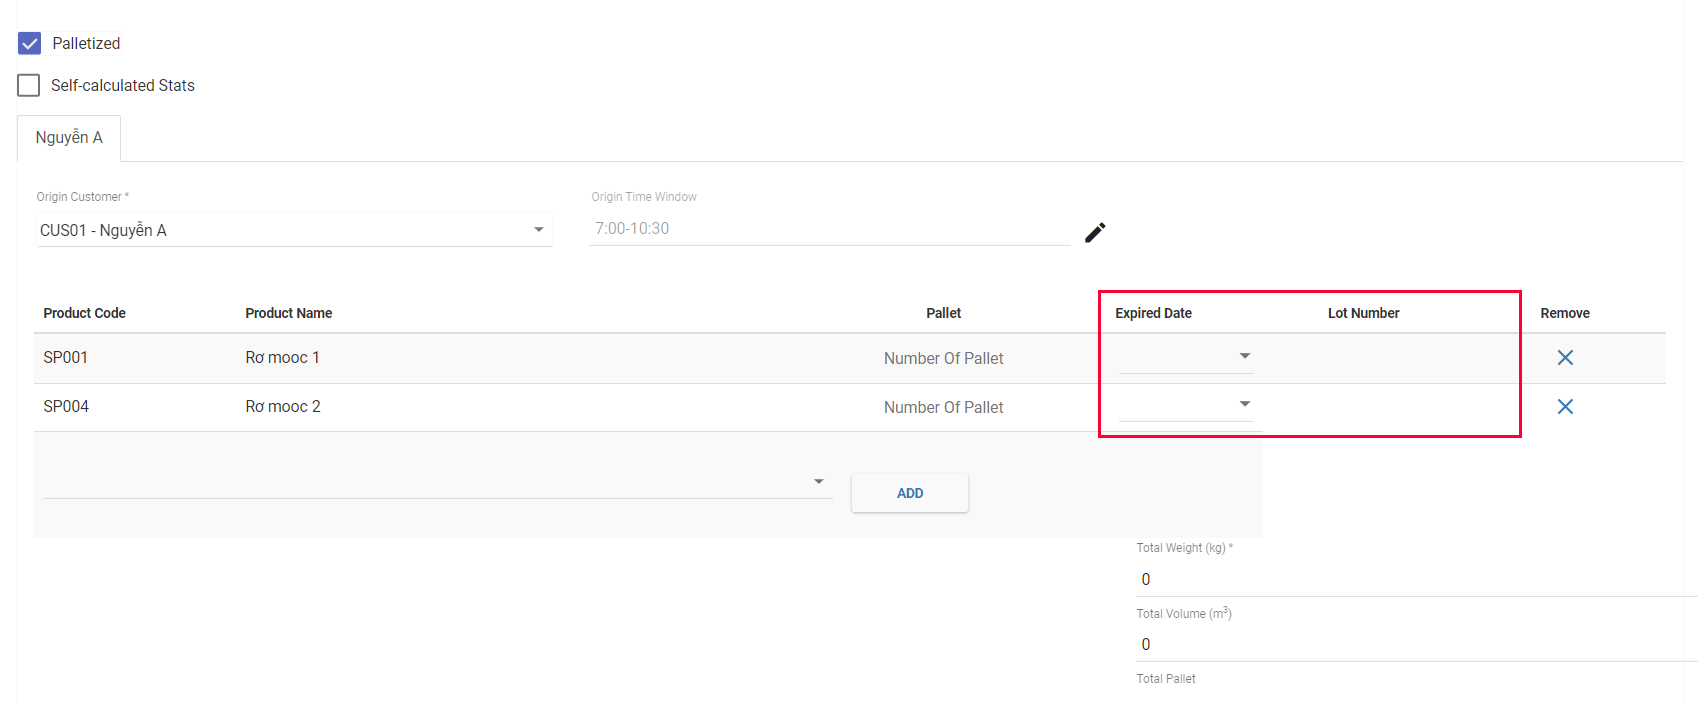 Palletized
Self-calculated Stats
Nguyễn A
Origin Customer *
Origin Time Window
CUS01 - Nguyễn A
7:00-10:30
Product Code Product Name Pallet Expired Date Lot Number Remove
SP001 Rơ mooc 1 Number Of Pallet
SP004 Rơ mooc 2 Number Of Pallet
ADD
Total Weight (kg) *
0
Total Volume (m³)
0
Total Pallet